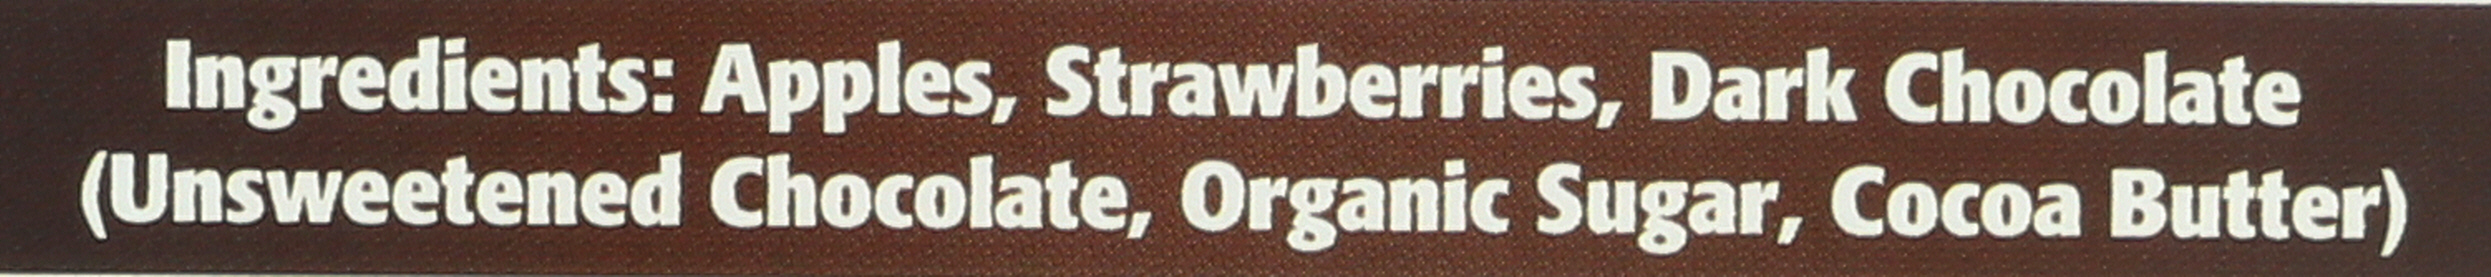 Ingredients: Apples, Strawberries, Dark Chocolate
(Unsweetened Chocolate, Organic Sugar, Cocoa Butter)